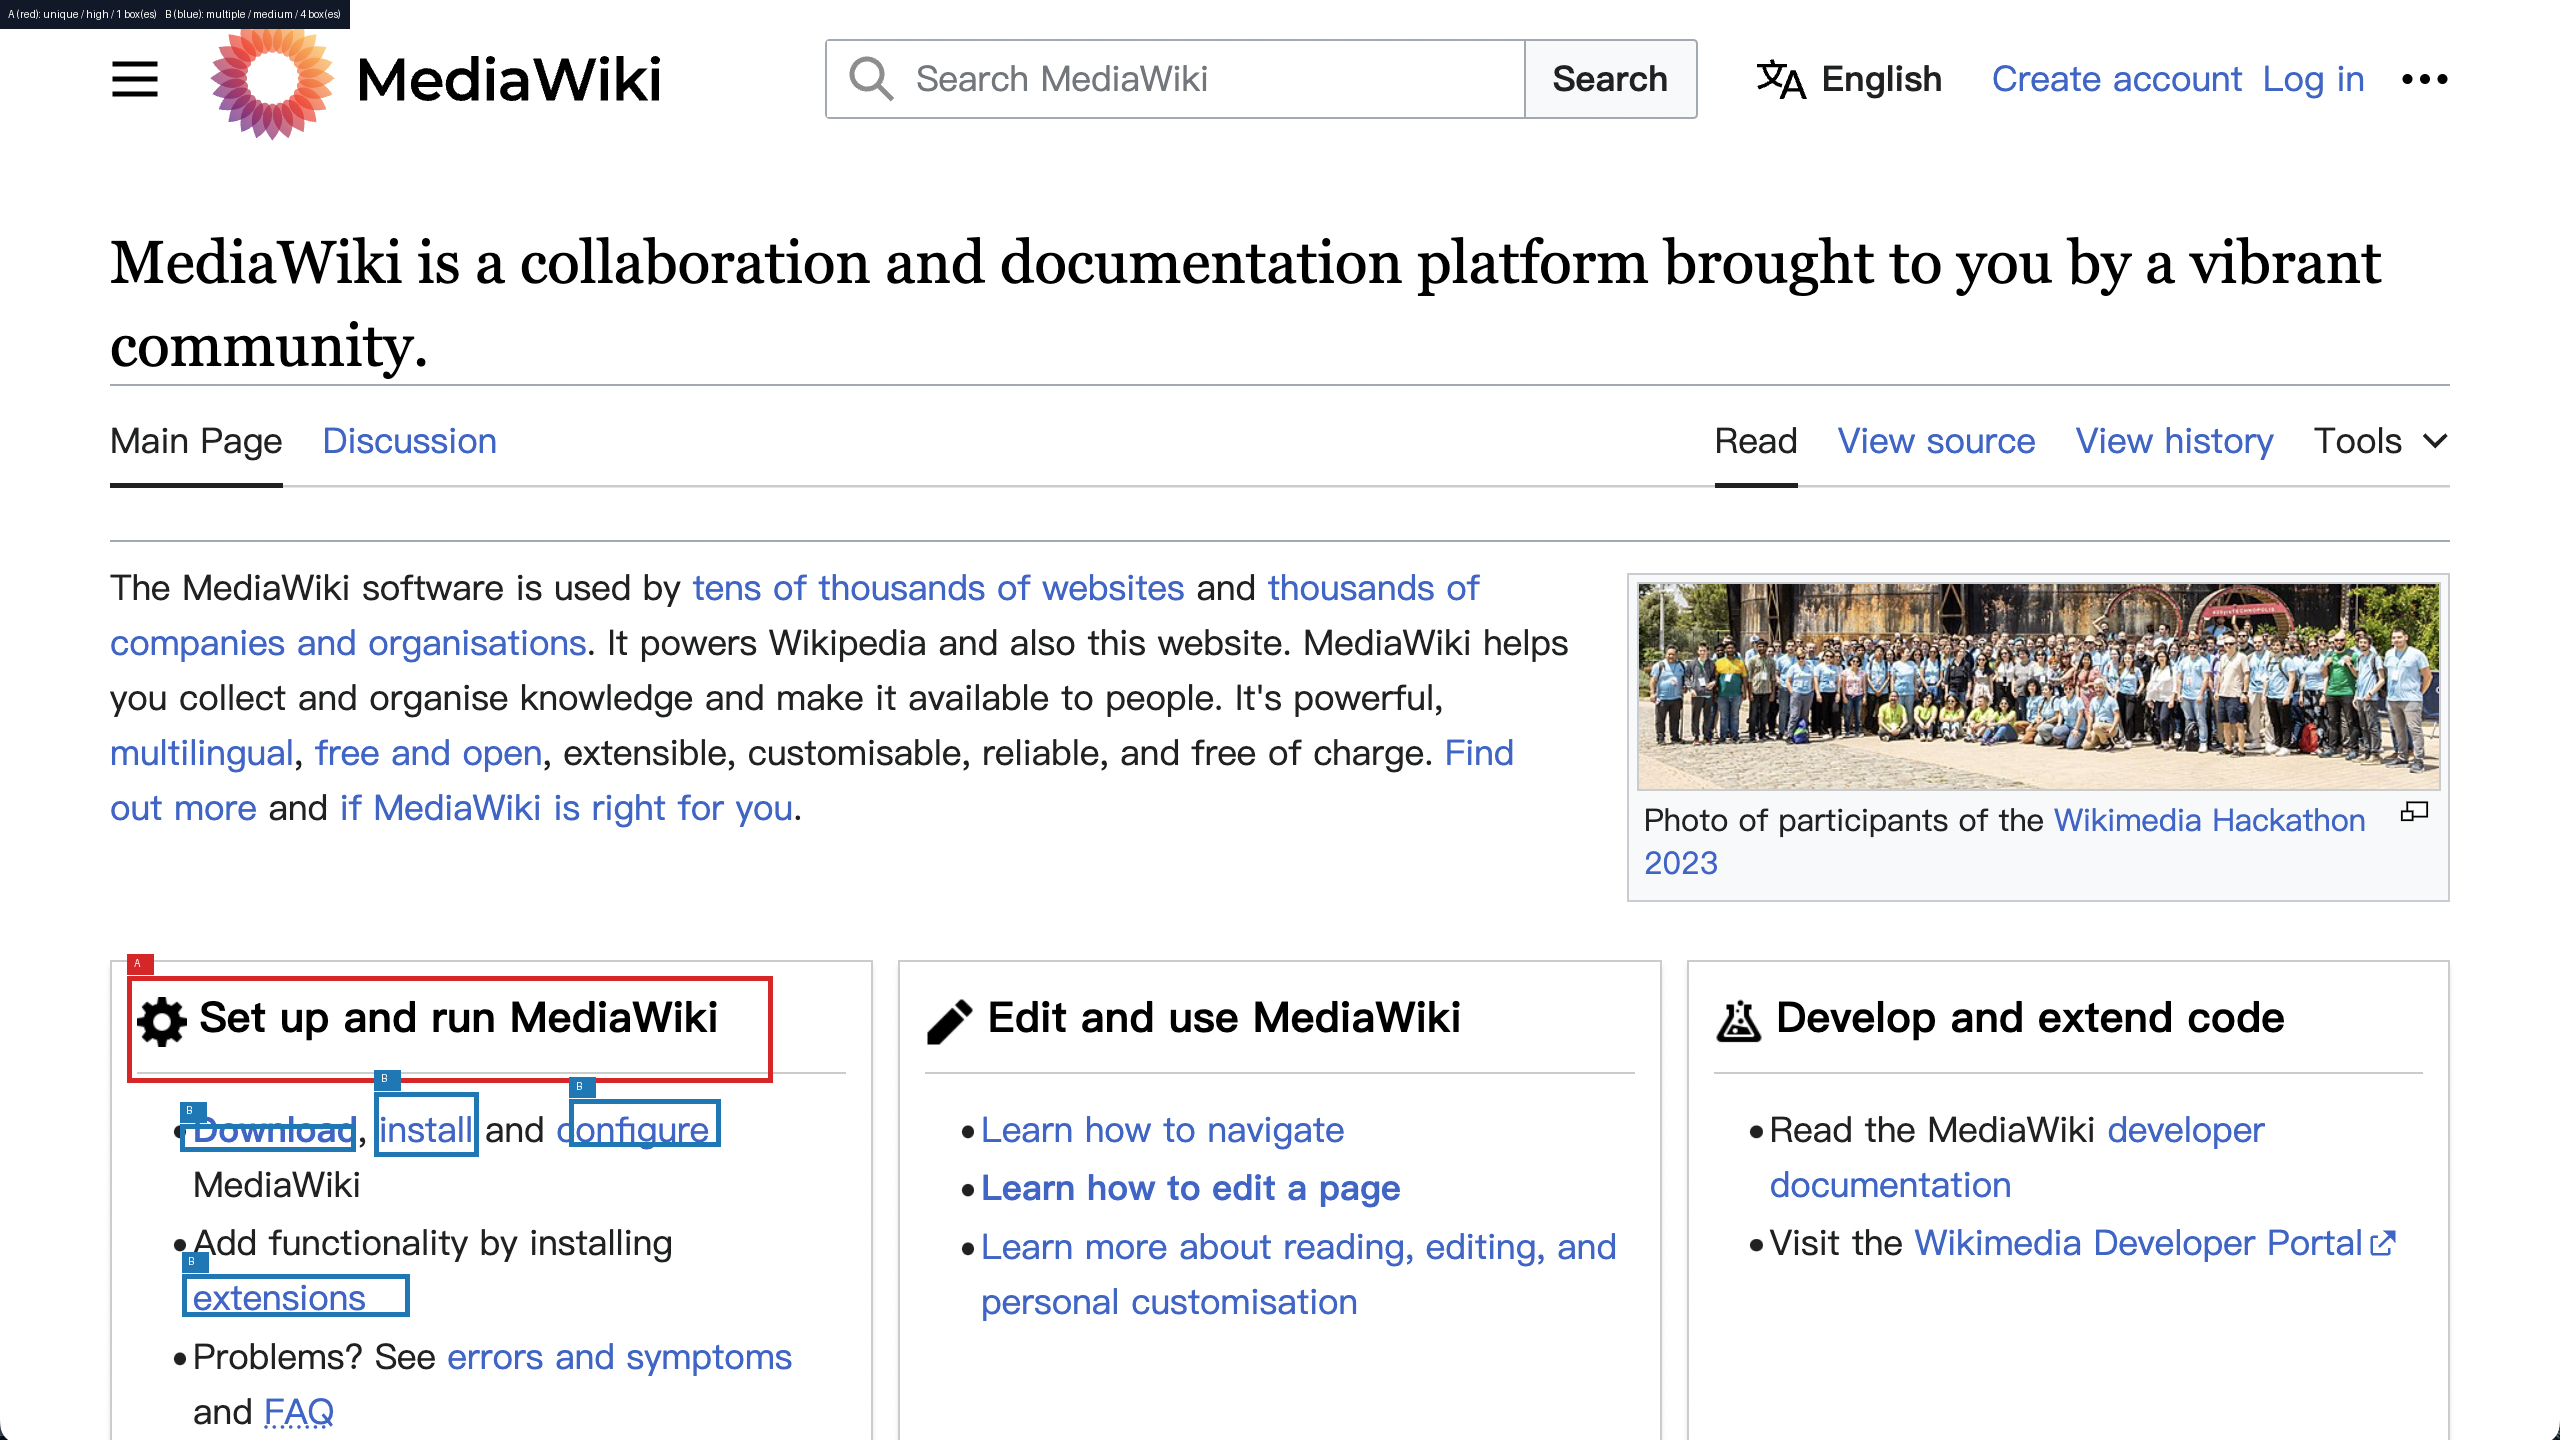 A (red): unique / high / 1 box(es) B (blue): multiple / medium / 4 box(es)
MediaWiki
Search MediaWiki
Search
English
Create account
Log in
MediaWiki is a collaboration and documentation platform brought to you by a vibrant
community.
Main Page
Discussion
Read
View source
View history
Tools
The MediaWiki software is used by tens of thousands of websites and thousands of
companies and organisations. It powers Wikipedia and also this website. MediaWiki helps
you collect and organise knowledge and make it available to people. It's powerful,
multilingual, free and open, extensible, customisable, reliable, and free of charge. Find
out more and if MediaWiki is right for you.
Photo of participants of the Wikimedia Hackathon
2023
A
Set up and run MediaWiki
B
B
B
Download, install and configure
MediaWiki
Add functionality by installing
B
extensions
Problems? See errors and symptoms
and FAQ
Edit and use MediaWiki
Learn how to navigate
Learn how to edit a page
Learn more about reading, editing, and
personal customisation
Develop and extend code
Read the MediaWiki developer
documentation
Visit the Wikimedia Developer Portal